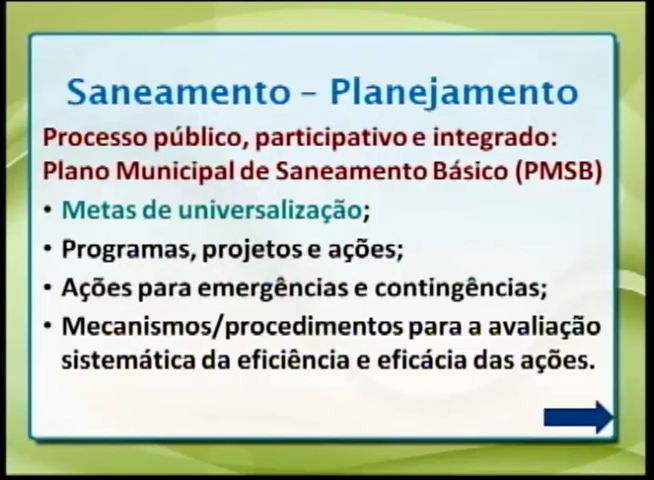 Saneamento – Planejamento
Processo público, participativo e integrado:
Plano Municipal de Saneamento Básico (PMSB)
• Metas de universalização;
• Programas, projetos e ações;
• Ações para emergências e contingências;
• Mecanismos/procedimentos para a avaliação
sistemática da eficiência e eficácia das ações.